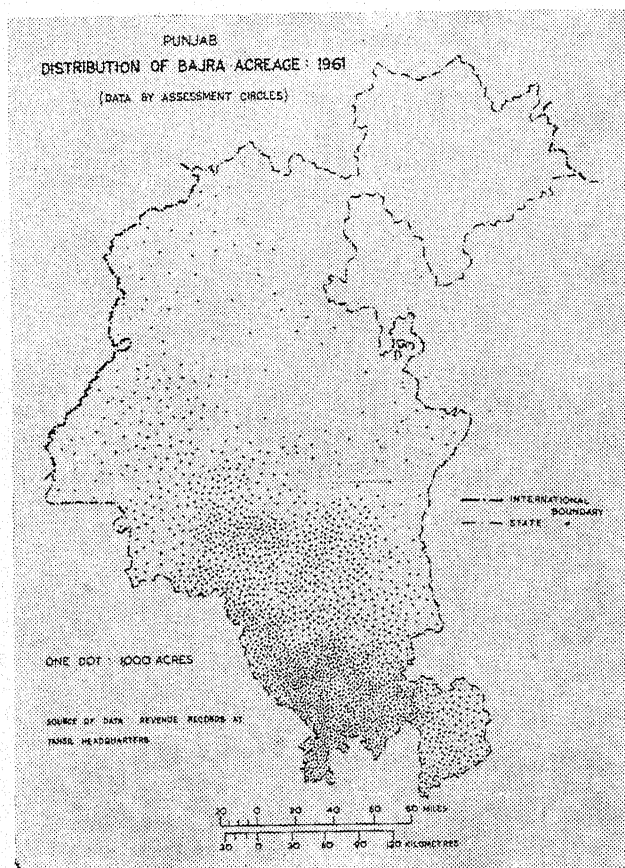 PUNJAB
DISTRIBUTION OF BAJRA ACREAGE : 1961
(DATA BY ASSESSMENT CIRCLES)
INTERNATIONAL
BOUNDARY
STATE "
ONE DOT : 1000 ACRES
SOURCE OF DATA REVENUE RECORDS AT
TAHSIL HEADQUARTERS
20 0 20 40 60 80 MILES
30 0 30 60 90 120 KILOMETRES